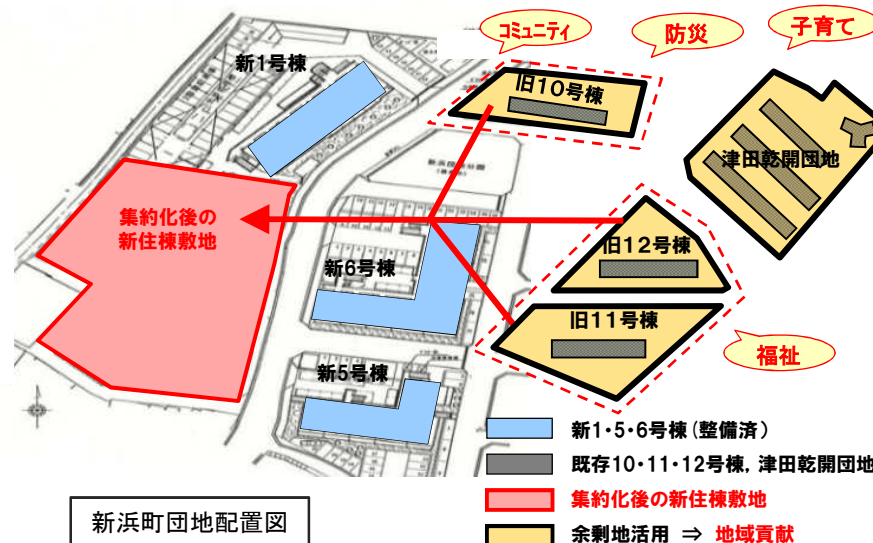 コミュニティ
防災
子育て
新1号棟
旧10号棟
津田乾開団地
集約化後の
新住棟敷地
旧12号棟
新6号棟
旧11号棟
福祉
新5号棟
新1・5・6号棟（整備済）
既存10・11・12号棟，津田乾開団地
集約化後の新住棟敷地
余剰地活用 ⇒ 地域貢献
新浜町団地配置図